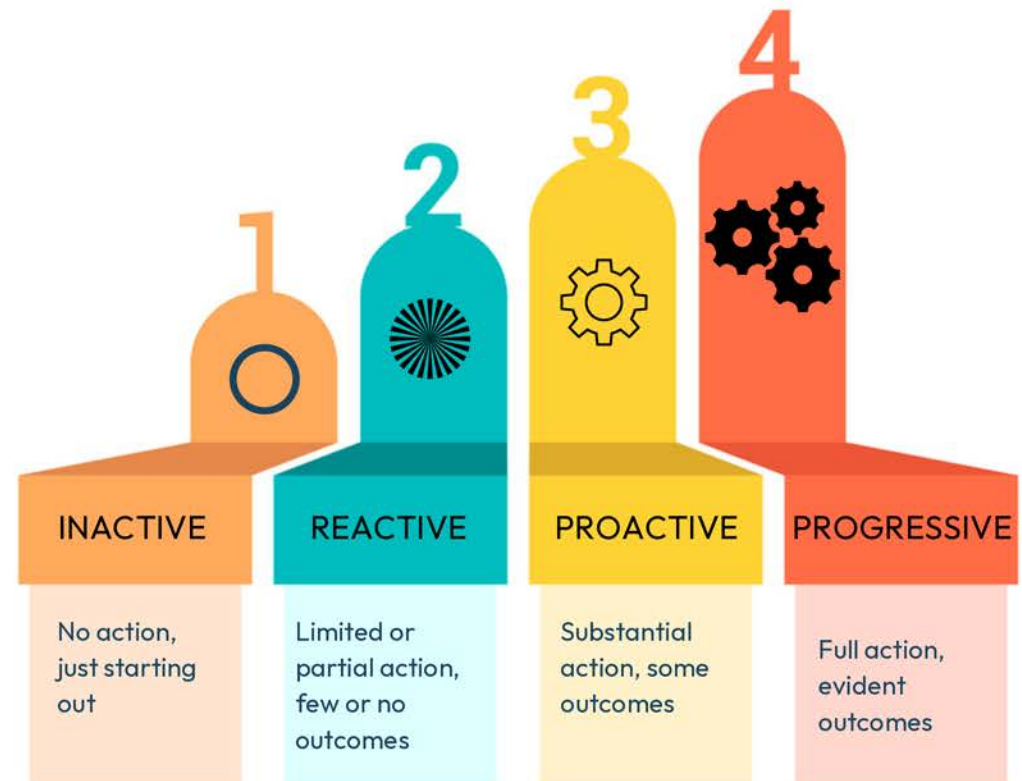 1
2
3
4
INACTIVE
REACTIVE
PROACTIVE
PROGRESSIVE
No action,
just starting
out
Limited or
partial action,
few or no
outcomes
Substantial
action, some
outcomes
Full action,
evident
outcomes